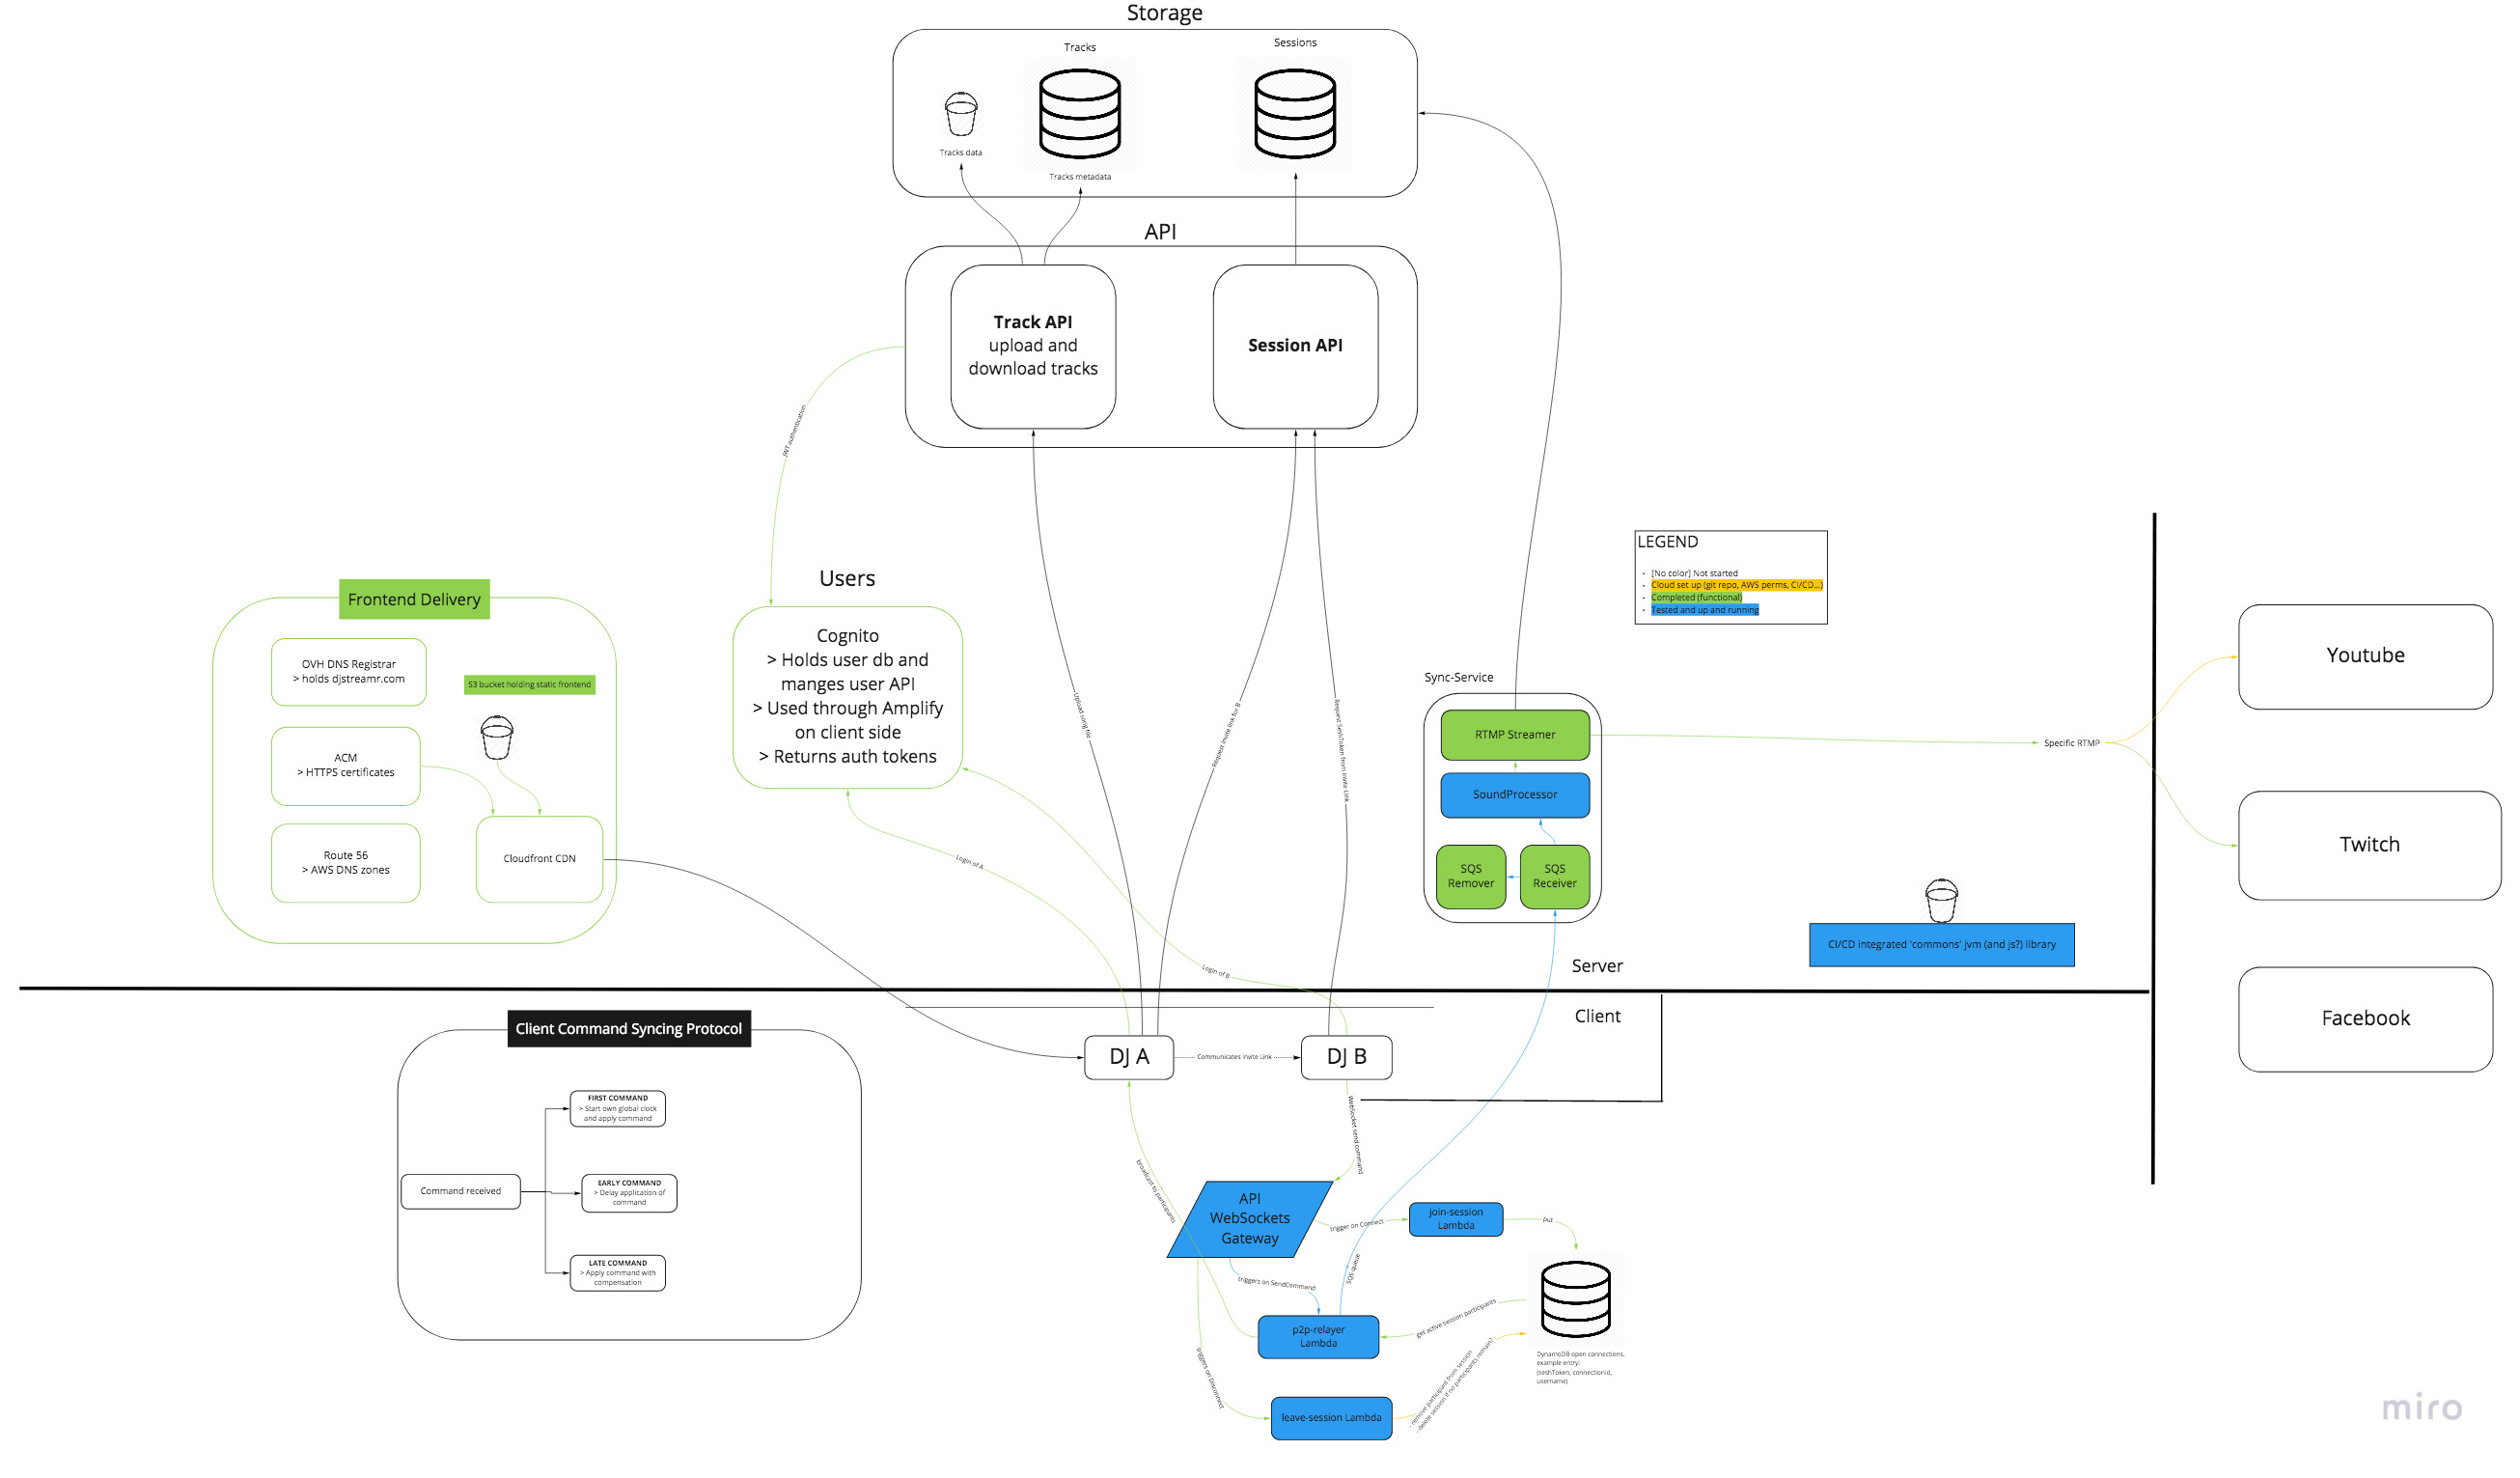 Storage
Tracks
Sessions
Tracks data
Tracks metadata
API
Track API
upload and
download tracks
Session API
JWT authentication
Users
Cognito
> Holds user db and
manges user API
> Used through Amplify
on client side
> Returns auth tokens
Frontend Delivery
OVH DNS Registrar
> holds djstreamr.com
S3 bucket holding static frontend
ACM
> HTTPS certificates
Route 56
> AWS DNS zones
Cloudfront CDN
Upload song file
Request invite link for B
Request SeshToken from invite Link
Login of A
Login of B
LEGEND
- [No color] Not started
- Cloud set up (git repo, AWS perms, CI/CD...)
- Completed (functional)
- Tested and up and running
Sync-Service
RTMP Streamer
SoundProcessor
SQS
Remover
SQS
Receiver
Specific RTMP
Youtube
Twitch
Facebook
CI/CD integrated 'commons' jvm (and js?) library
Server
Client
Client Command Syncing Protocol
Command received
FIRST COMMAND
> Start own global clock
and apply command
EARLY COMMAND
> Delay application of
command
LATE COMMAND
> Apply command with
compensation
DJ A
Communicates invite Link
DJ B
WebSocket send command
broadcast to participants
API
WebSockets
Gateway
trigger on Connect
join-session
Lambda
put
triggers on SendCommand
SQS queue
p2p-relayer
Lambda
get active session participants
triggers on Disconnect
leave-session Lambda
- remove participant from session
- delete session if no participants remain?
DynamoDB open connections,
example entry:
(seshToken, connectionId,
username)
miro